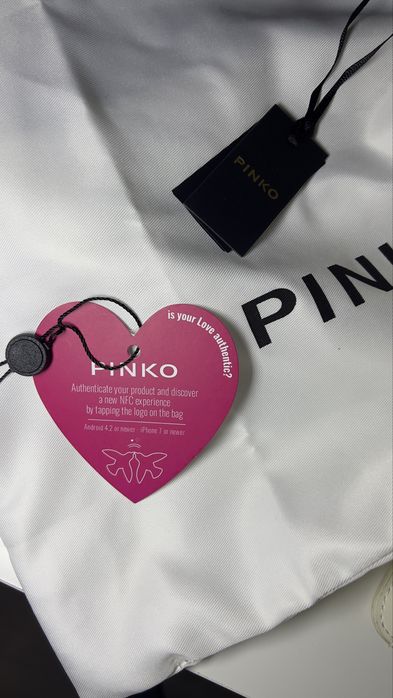 PINKO
PIN
is your Love authentic?
PINKO
Authenticate your product and discover
a new NFC experience
by tapping the logo on the bag
Android 4.2 or newer - iPhone 7 or newer